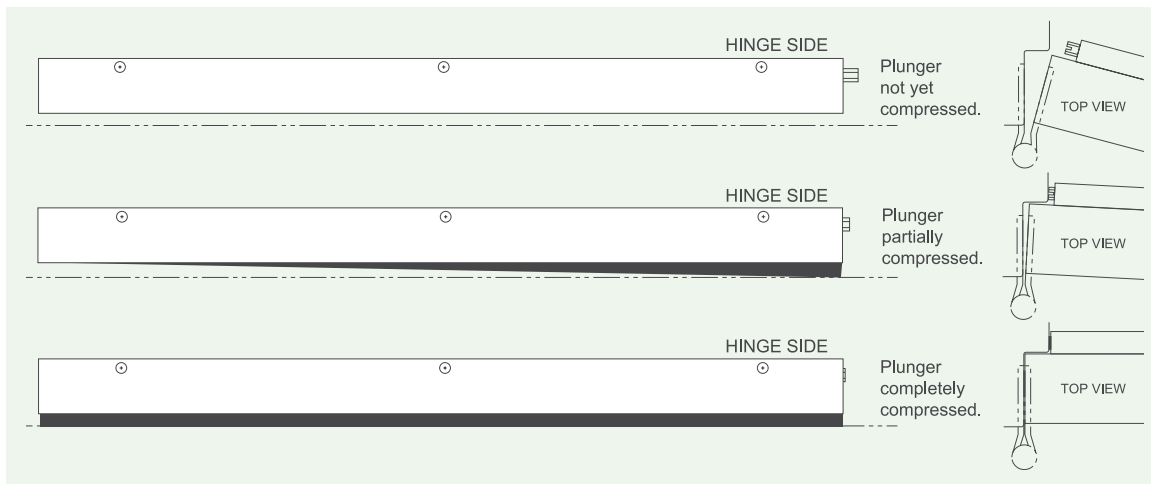 HINGE SIDE
Plunger
not yet
compressed.
TOP VIEW
HINGE SIDE
Plunger
partially
compressed.
TOP VIEW
HINGE SIDE
Plunger
completely
compressed.
TOP VIEW